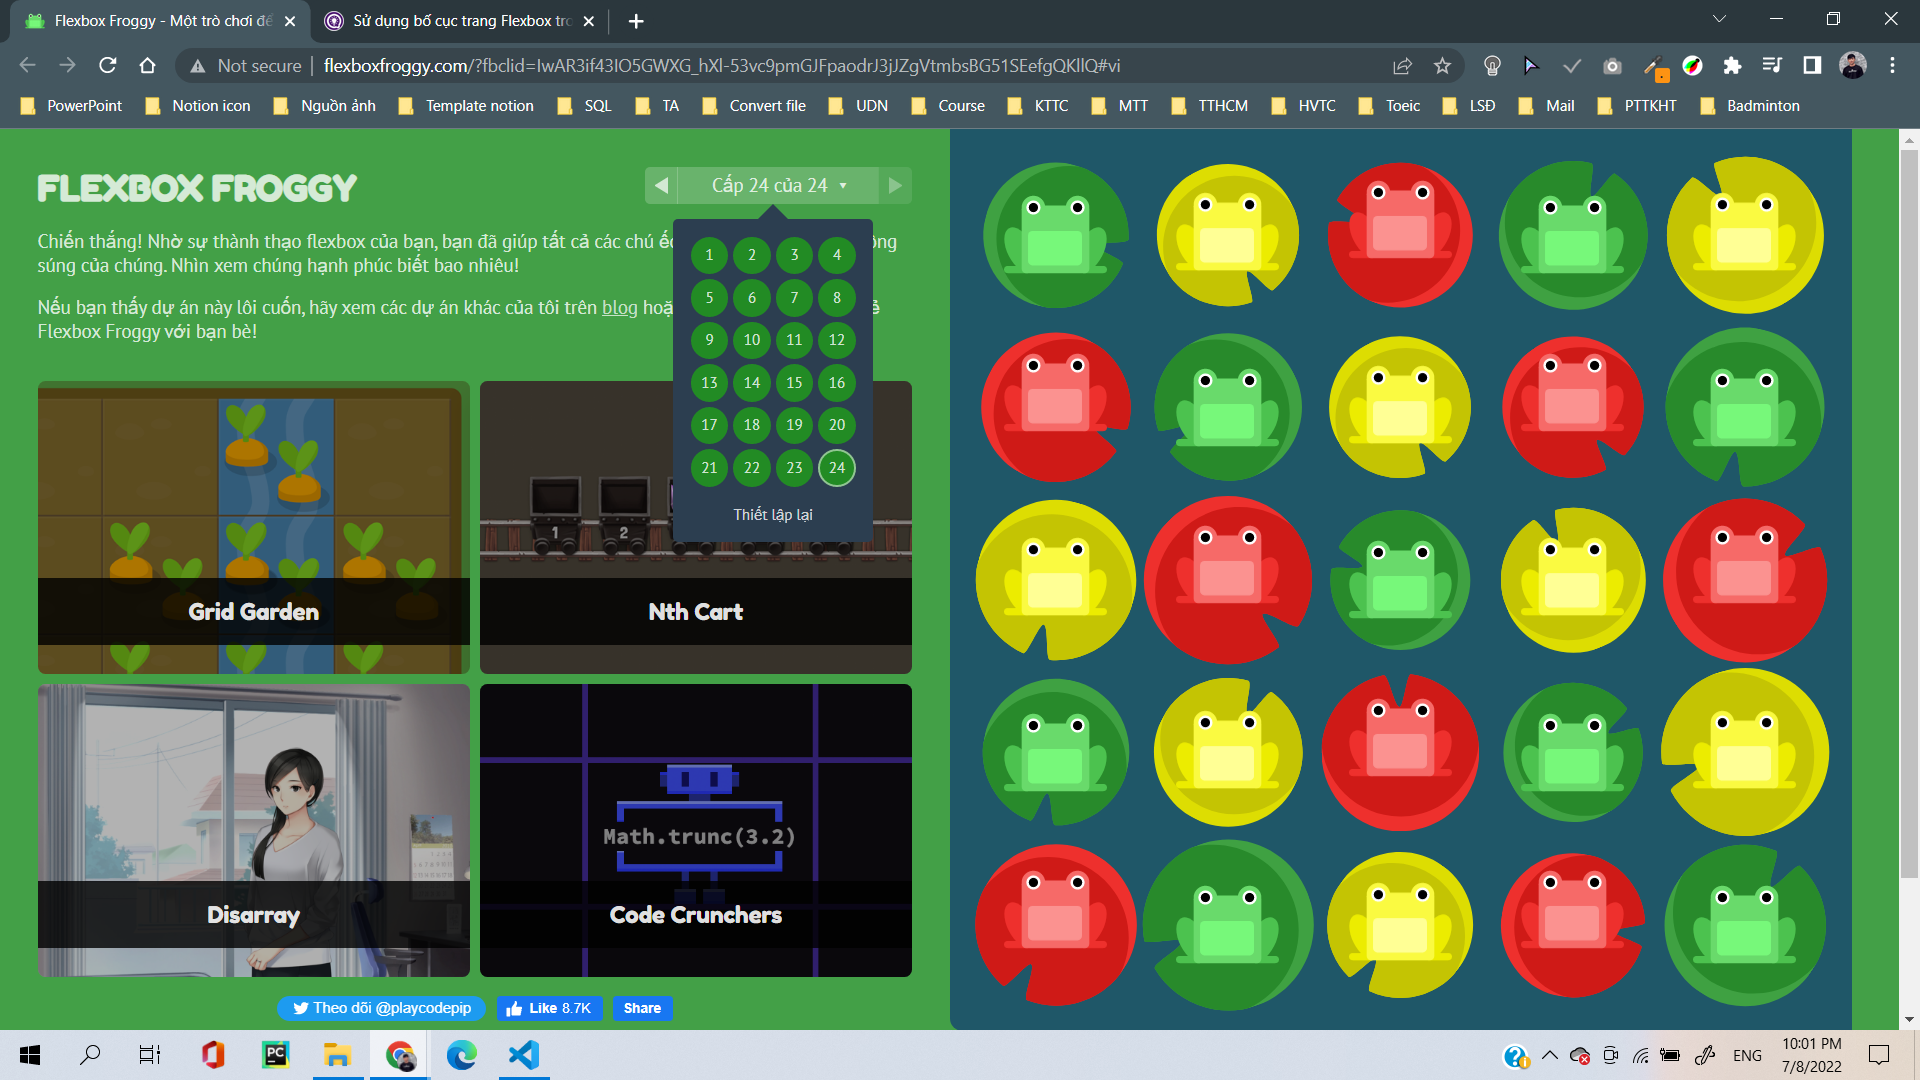 Flexbox Froggy - Một trò chơi để
Sử dụng bố cục trang Flexbox tro
Not secure
flexboxfroggy.com/?fbclid=IwAR3if43IO5GWXG_hXl-53vc9pmGJFpaodrJ3jJZgVtmbsBG51SEefgQKllQ#vi
PowerPoint
Notion icon
Nguồn ảnh
Template notion
SQL
TA
Convert file
UDN
Course
KTTC
MTT
TTHCM
HVTC
Toeic
LSĐ
Mail
PTTKHT
Badminton
FLEXBOX FROGGY
Cấp 24 của 24
Chiến thắng! Nhờ sự thành thạo flexbox của bạn, bạn đã giúp tất cả các chú ếc
súng của chúng. Nhìn xem chúng hạnh phúc biết bao nhiêu!
Nếu bạn thấy dự án này lôi cuốn, hãy xem các dự án khác của tôi trên blog hoặ
Flexbox Froggy với bạn bè!
1 2 3 4
5 6 7 8
9 10 11 12
13 14 15 16
17 18 19 20
21 22 23 24
Thiết lập lại
1 2
Grid Garden
Nth Cart
Math.trunc(3.2)
Disarray
Code Crunchers
Theo dõi @playcodepip
Like 8.7K
Share
PC
ENG
10:01 PM
7/8/2022